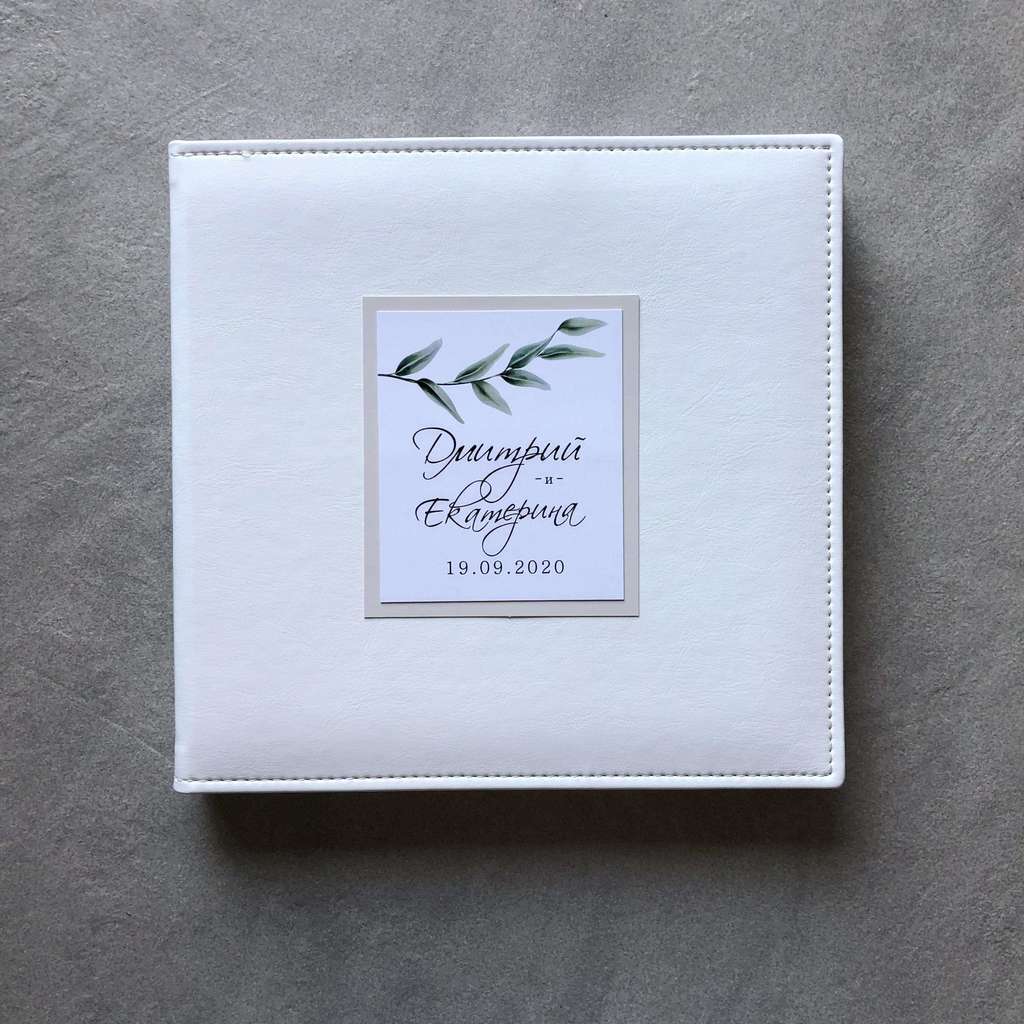 Дмитрий
-и-
Екатерина
19.09.2020